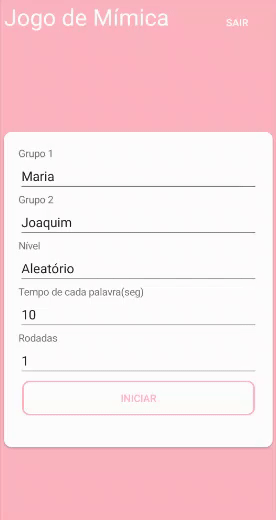 Jogo de Mímica
SAIR
Grupo 1
Maria
Grupo 2
Joaquim
Nível
Aleatório
Tempo de cada palavra(seg)
10
Rodadas
1
INICIAR